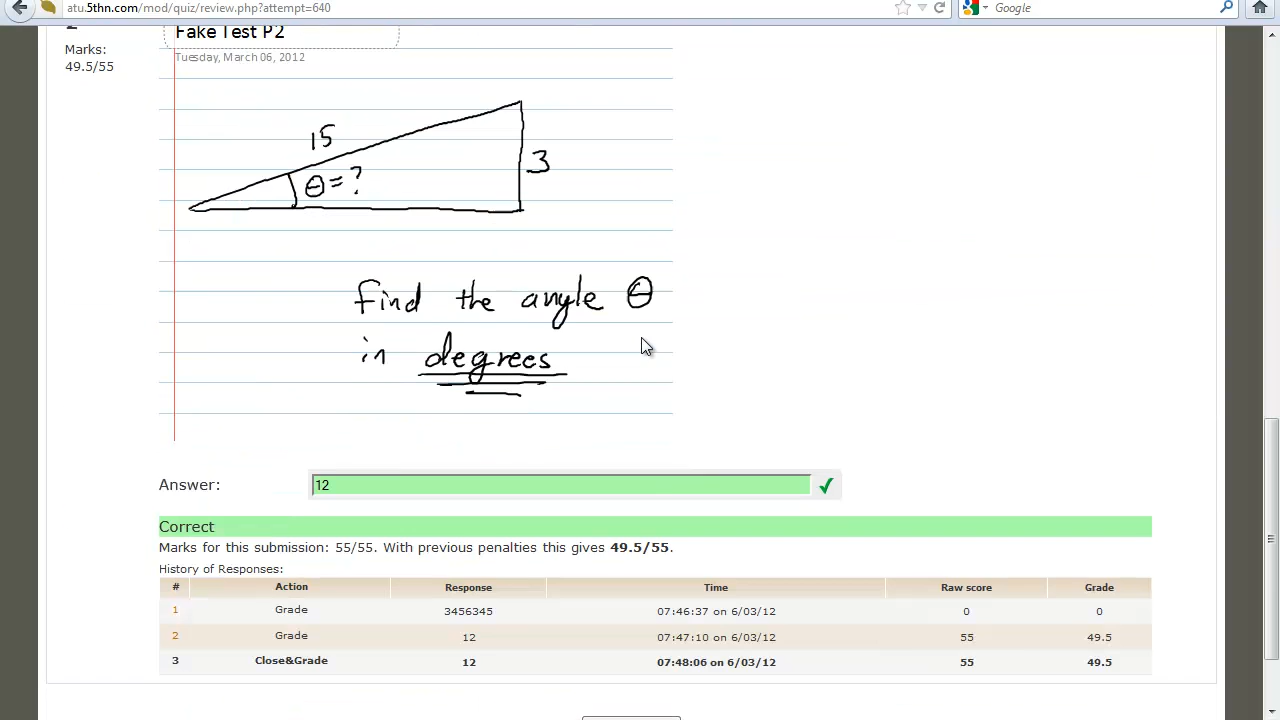 atu.5thn.com/mod/quiz/review.php?attempt=640
Google
Marks:
49.5/55
Fake Test P2
Tuesday, March 06, 2012
15
3
θ=?
find the angle θ
in degrees
Answer:
12
Correct
Marks for this submission: 55/55. With previous penalties this gives 49.5/55.
History of Responses:
# Action Response Time Raw score Grade
1 Grade 3456345 07:46:37 on 6/03/12 0 0
2 Grade 12 07:47:10 on 6/03/12 55 49.5
3 Close&Grade 12 07:48:06 on 6/03/12 55 49.5